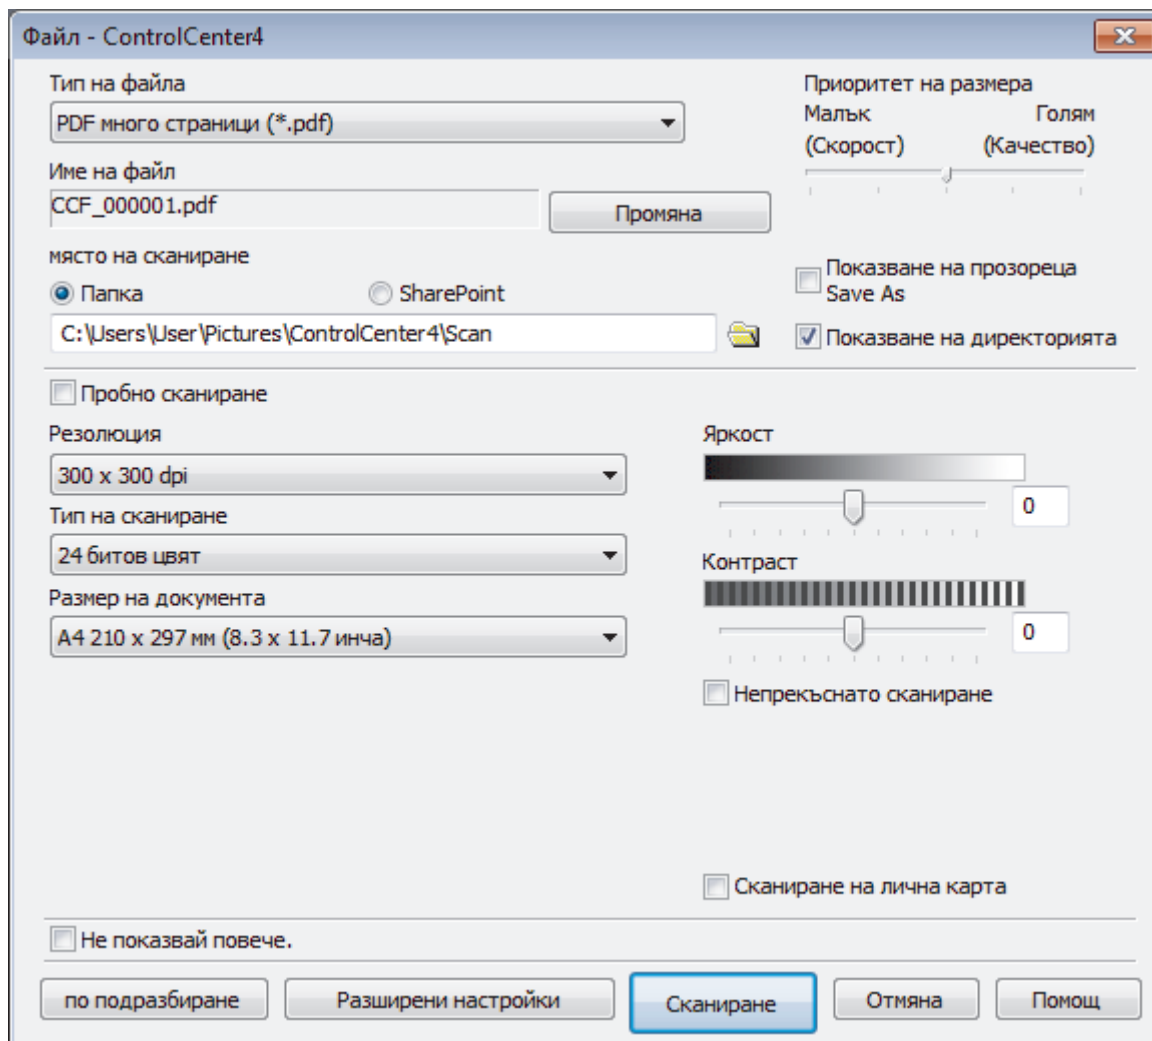 Файл - ControlCenter4
Тип на файла
PDF много страници (*.pdf)
Приоритет на размера
Малък Голям
(Скорост) (Качество)
Име на файл
CCF_000001.pdf
Промяна
място на сканиране
Папка SharePoint
C:\Users\User\Pictures\ControlCenter4\Scan
Показване на прозореца
Save As
Показване на директорията
Пробно сканиране
Резолюция
300 x 300 dpi
Тип на сканиране
24 битов цвят
Размер на документа
A4 210 x 297 мм (8.3 x 11.7 инча)
Яркост
0
Контраст
0
Непрекъснато сканиране
Сканиране на лична карта
Не показвай повече.
по подразбиране Разширени настройки Сканиране Отмяна Помощ